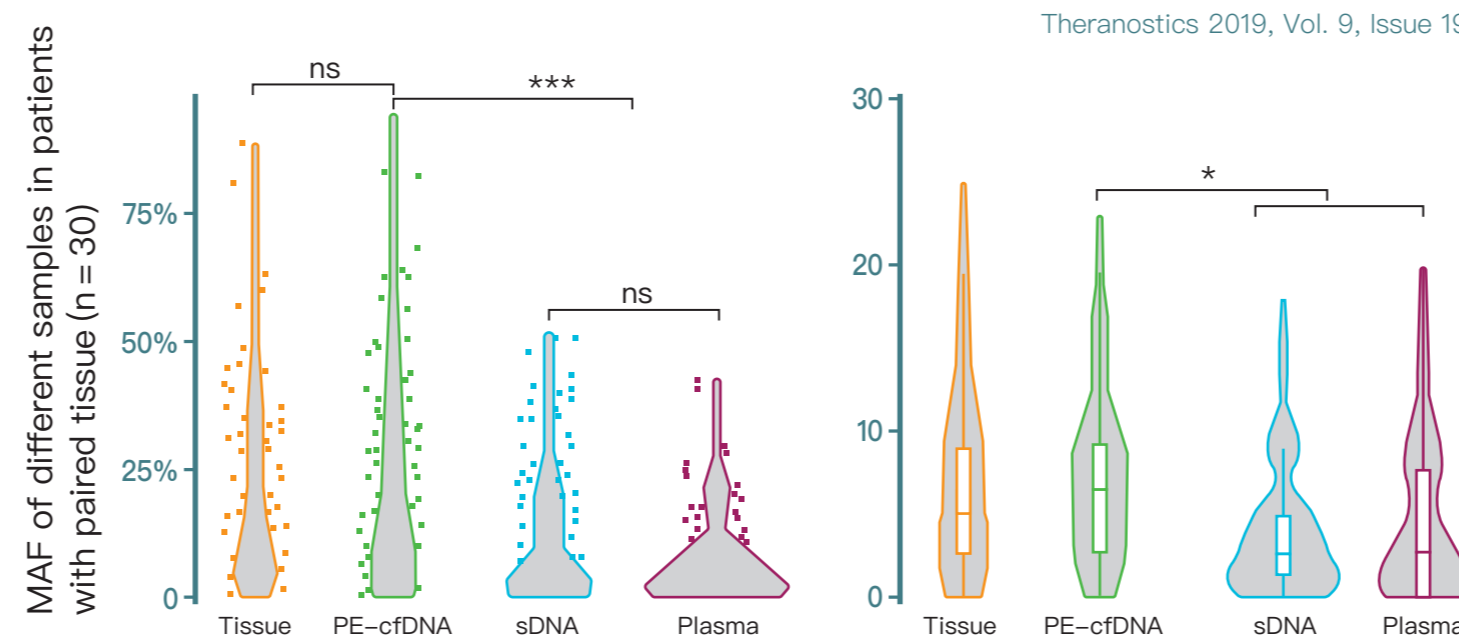 Theranostics 2019, Vol. 9, Issue 19
MAF of different samples in patients
with paired tissue (n = 30)
ns
***
ns
75%
50%
25%
0
Tissue PE-cfDNA sDNA Plasma
*
30
20
10
0
Tissue PE-cfDNA sDNA Plasma